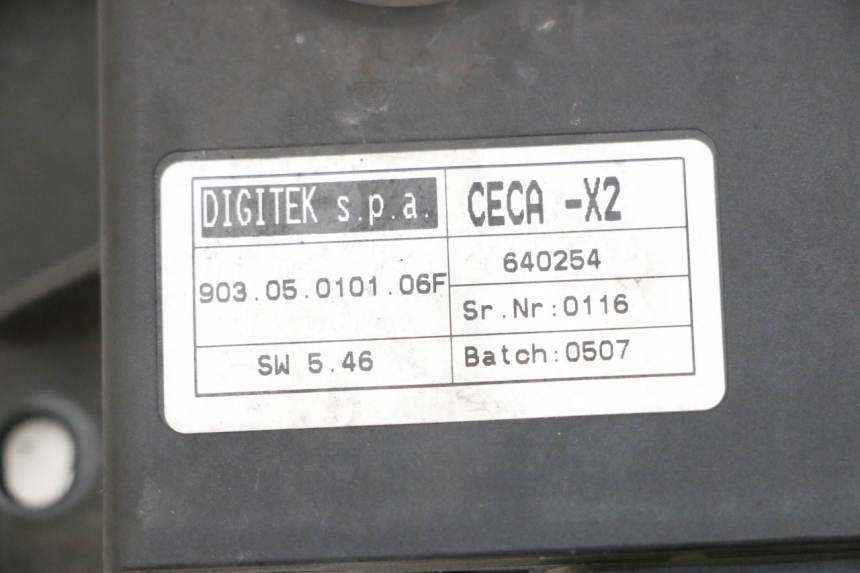 DIGITEK s.p.a.
CECA -X2
903.05.0101.06F
640254
Sr.Nr:0116
SW 5.46
Batch:0507